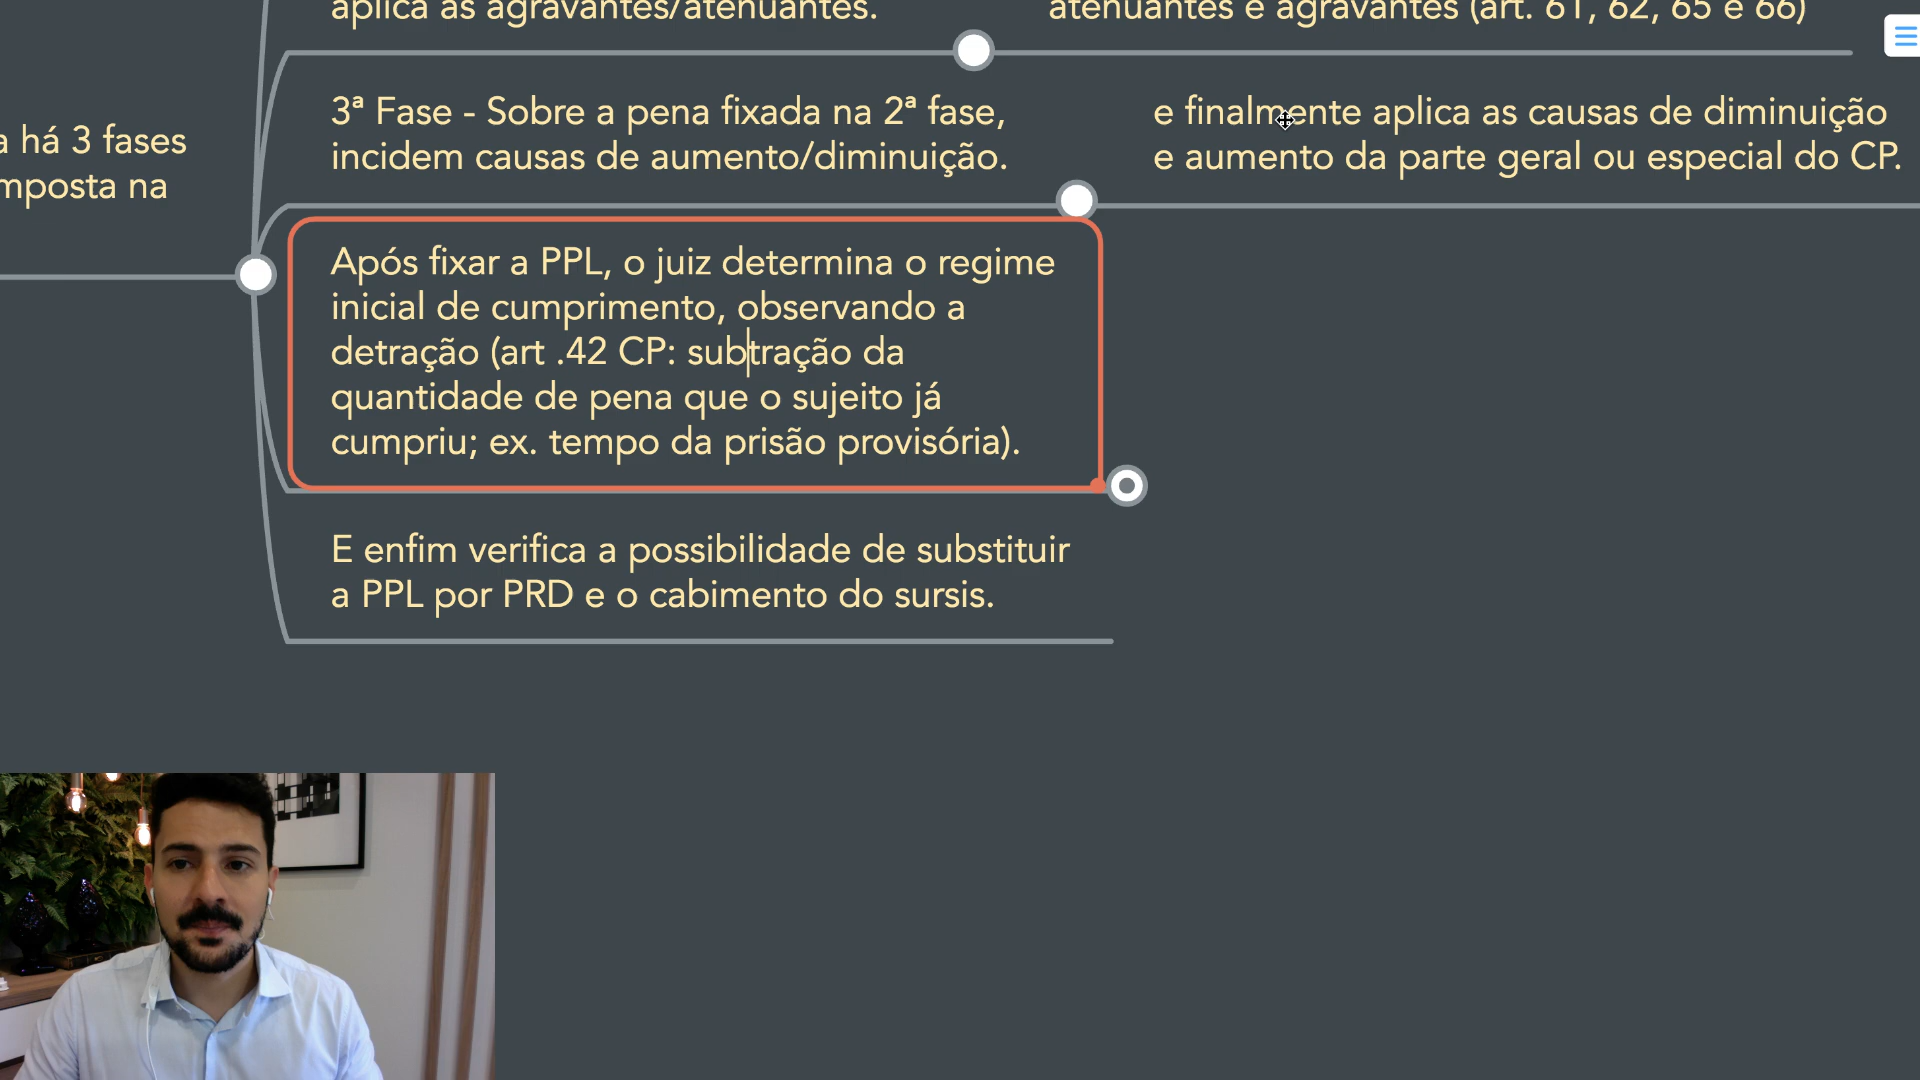 aplica as agravantes/atenuantes.
atenuantes e agravantes (art. 61, 62, 65 e 66)
3ª Fase - Sobre a pena fixada na 2ª fase,
incidem causas de aumento/diminuição.
e finalmente aplica as causas de diminuição
e aumento da parte geral ou especial do CP.
a há 3 fases
mposta na
Após fixar a PPL, o juiz determina o regime
inicial de cumprimento, observando a
detração (art .42 CP: subtração da
quantidade de pena que o sujeito já
cumpriu; ex. tempo da prisão provisória).
E enfim verifica a possibilidade de substituir
a PPL por PRD e o cabimento do sursis.